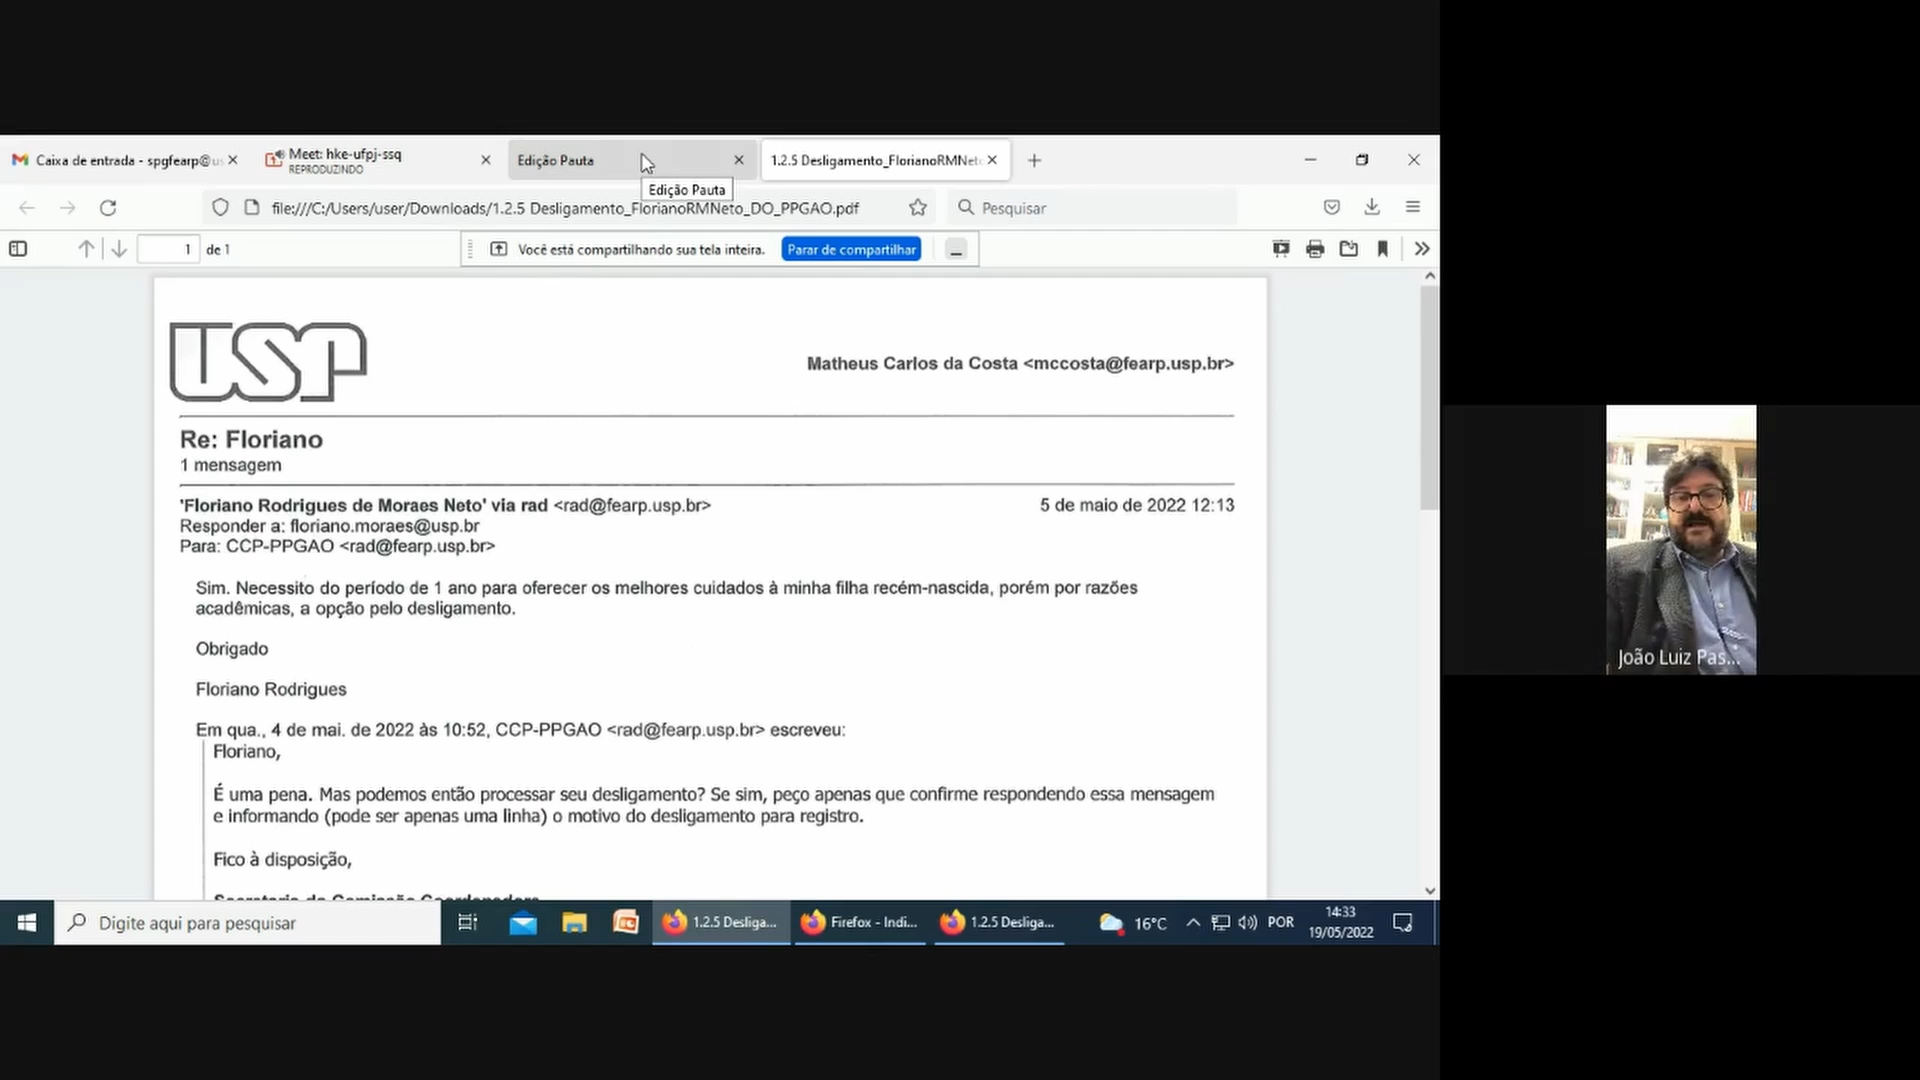 Caixa de entrada - spgfearp@us
Meet: hke-ufpj-ssq
REPRODUZINDO
Edição Pauta
1.2.5 Desligamento_FlorianoRMNet
Edição Pauta
file:///C:/Users/user/Downloads/1.2.5 Desligamento_FlorianoRMNeto_DO_PPGAO.pdf
Pesquisar
1 de 1
Você está compartilhando sua tela inteira.
Parar de compartilhar
USP
Matheus Carlos da Costa <mccosta@fearp.usp.br>
Re: Floriano
1 mensagem
'Floriano Rodrigues de Moraes Neto' via rad <rad@fearp.usp.br> 5 de maio de 2022 12:13
Responder a: floriano.moraes@usp.br
Para: CCP-PPGAO <rad@fearp.usp.br>
Sim. Necessito do período de 1 ano para oferecer os melhores cuidados à minha filha recém-nascida, porém por razões
acadêmicas, a opção pelo desligamento.
Obrigado
Floriano Rodrigues
Em qua., 4 de mai. de 2022 às 10:52, CCP-PPGAO <rad@fearp.usp.br> escreveu:
Floriano,
É uma pena. Mas podemos então processar seu desligamento? Se sim, peço apenas que confirme respondendo essa mensagem
e informando (pode ser apenas uma linha) o motivo do desligamento para registro.
Fico à disposição,
Secretaria da Comissão Coordenadora
João Luiz Pas...
Digite aqui para pesquisar
1.2.5 Desliga...
Firefox - Indi...
1.2.5 Desliga...
16°C
POR
14:33
19/05/2022